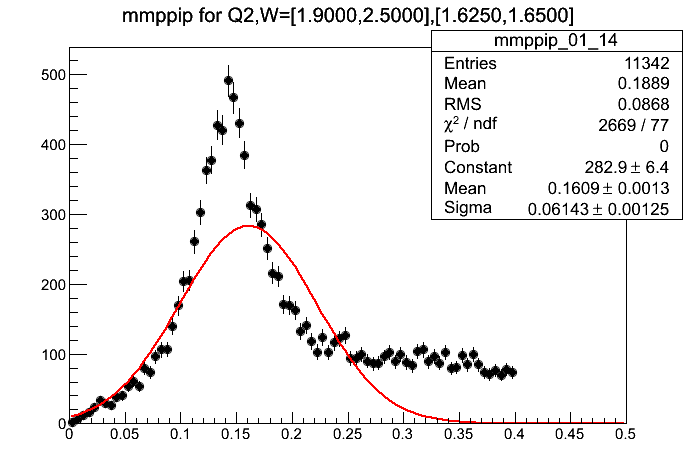 mmppip for Q2,W=[1.9000,2.5000],[1.6250,1.6500]
mmppip_01_14
Entries 11342
Mean 0.1889
RMS 0.0868
χ² / ndf 2669 / 77
Prob 0
Constant 282.9 ± 6.4
Mean 0.1609 ± 0.0013
Sigma 0.06143 ± 0.00125
500
400
300
200
100
0
0 0.05 0.1 0.15 0.2 0.25 0.3 0.35 0.4 0.45 0.5